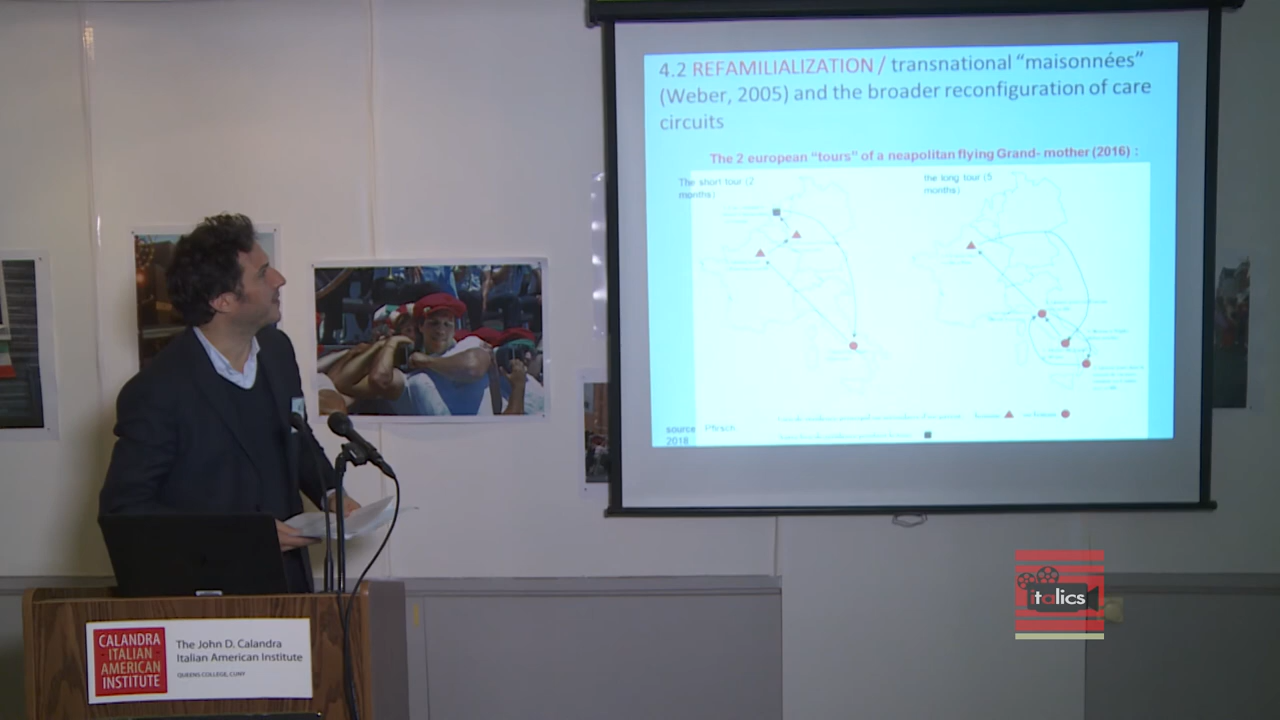 4.2 REFAMILIALIZATION / transnational “maisonnées”
(Weber, 2005) and the broader reconfiguration of care
circuits
The 2 european “tours” of a neapolitan flying Grand- mother (2016) :
The short tour (2
months)
the long tour (5
months)
source Pfirsch
2018
italics
CALANDRA
ITALIAN
AMERICAN
INSTITUTE
The John D. Calandra
Italian American Institute
QUEENS COLLEGE, CUNY